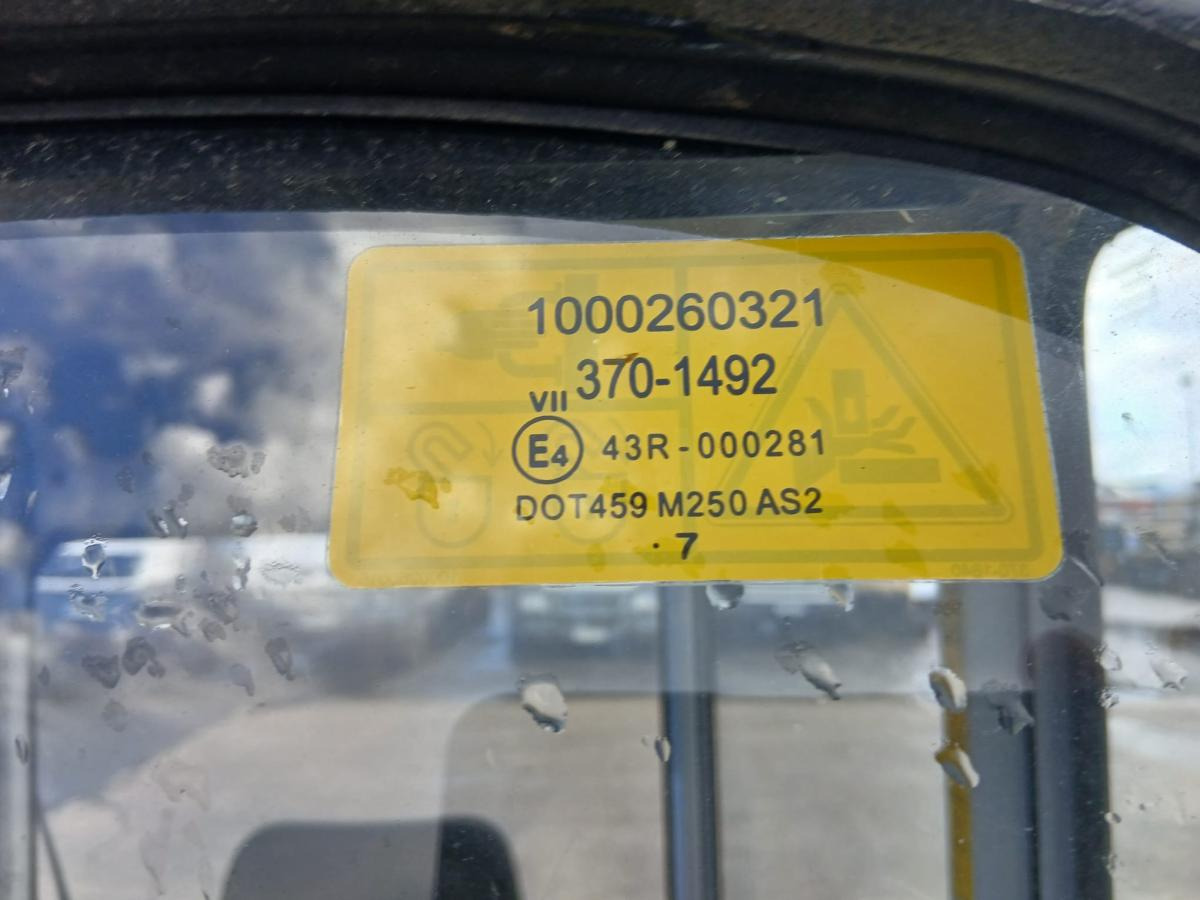 1000260321
370-1492
VII
E4 43R-000281
DOT459 M250 AS2
. 7